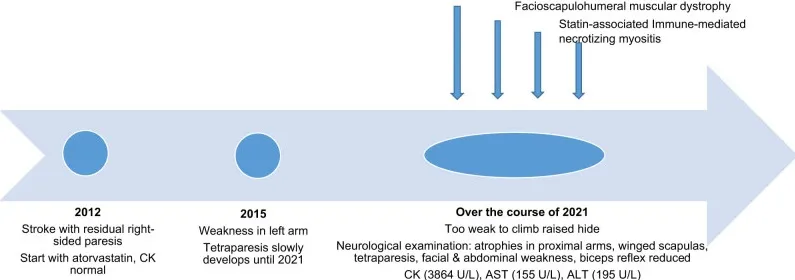 Facioscapulohumeral muscular dystrophy
Statin-associated Immune-mediated
necrotizing myositis
2012
Stroke with residual right-
sided paresis
Start with atorvastatin, CK
normal
2015
Weakness in left arm
Tetraparesis slowly
develops until 2021
Over the course of 2021
Too weak to climb raised hide
Neurological examination: atrophies in proximal arms, winged scapulas,
tetraparesis, facial & abdominal weakness, biceps reflex reduced
CK (3864 U/L), AST (155 U/L), ALT (195 U/L)